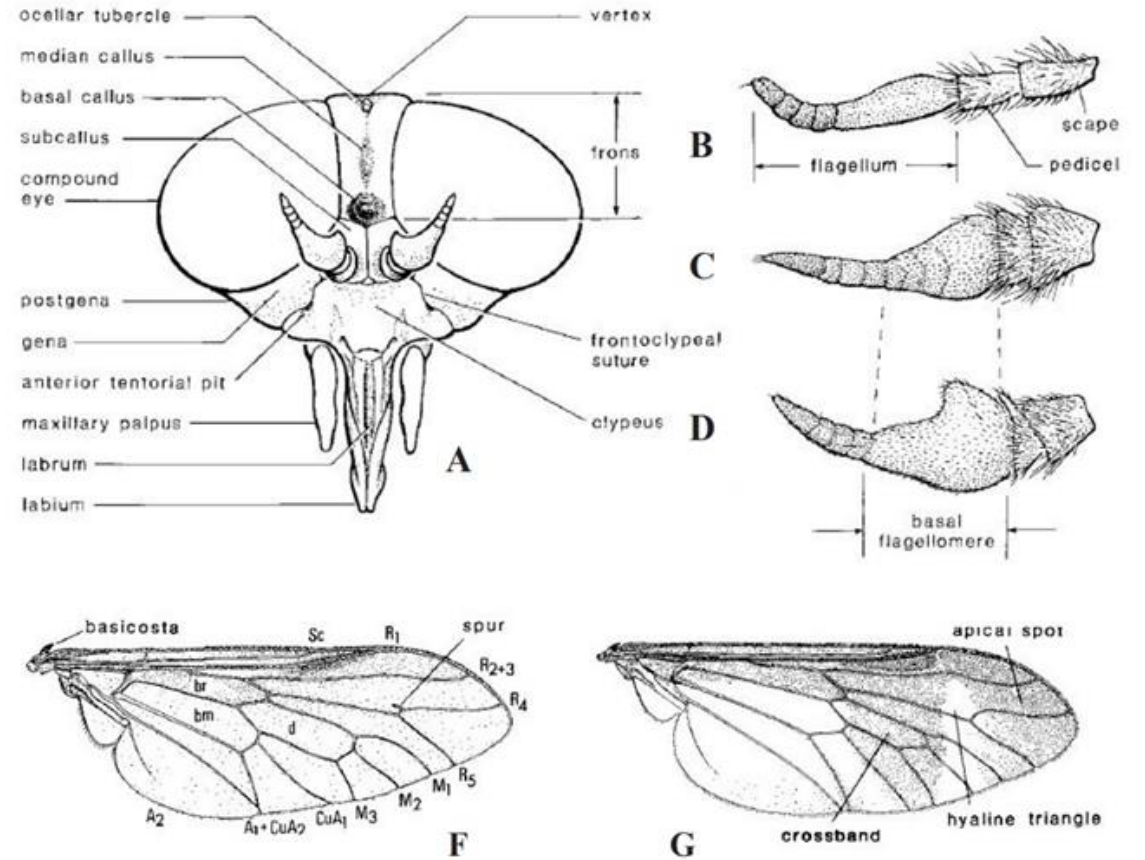 ocellar tubercle
median callus
basal callus
subcallus
compound
eye
postgena
gena
anterior tentorial pit
maxillary palpus
labrum
labium
vertex
frons
frontoclypeal
suture
clypeus
A
B
flagellum
scape
pedicel
C
D
basal
flagellomere
basicosta
Sc
R1
spur
R2+3
R4
R5
M1
M2
M3
CuA1
A1+CuA2
A2
br
bm
d
F
apical spot
hyaline triangle
crossband
G